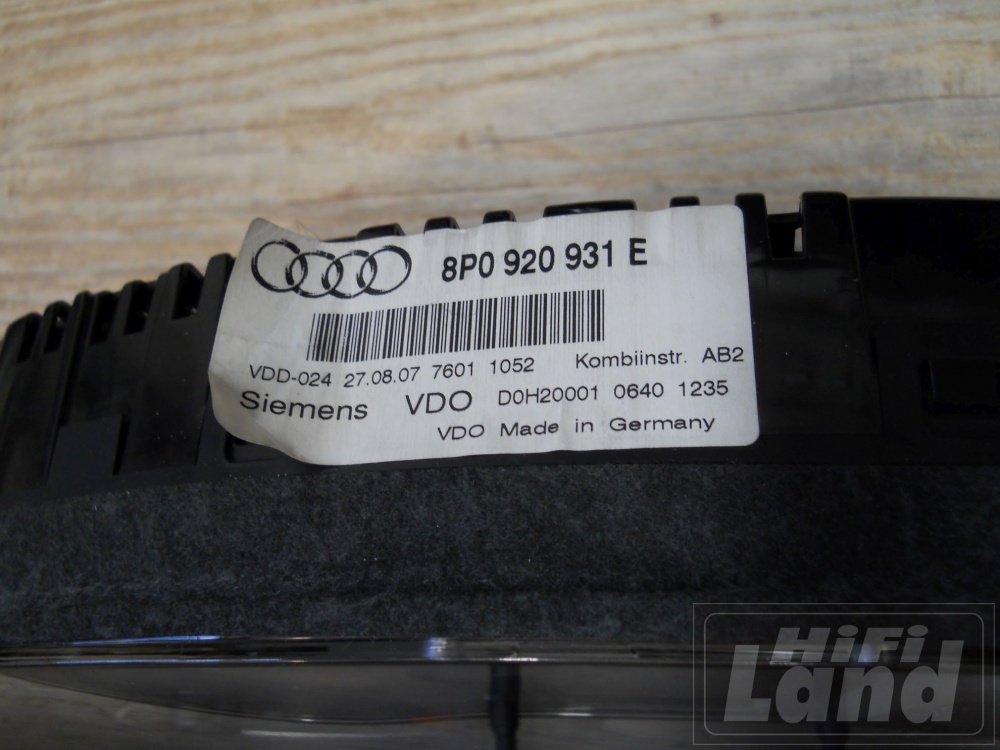 8P0 920 931 E
VDD-024 27.08.07 7601 1052 Kombiinstr. AB2
Siemens VDO D0H20001 0640 1235
VDO Made in Germany
HiFi
Land